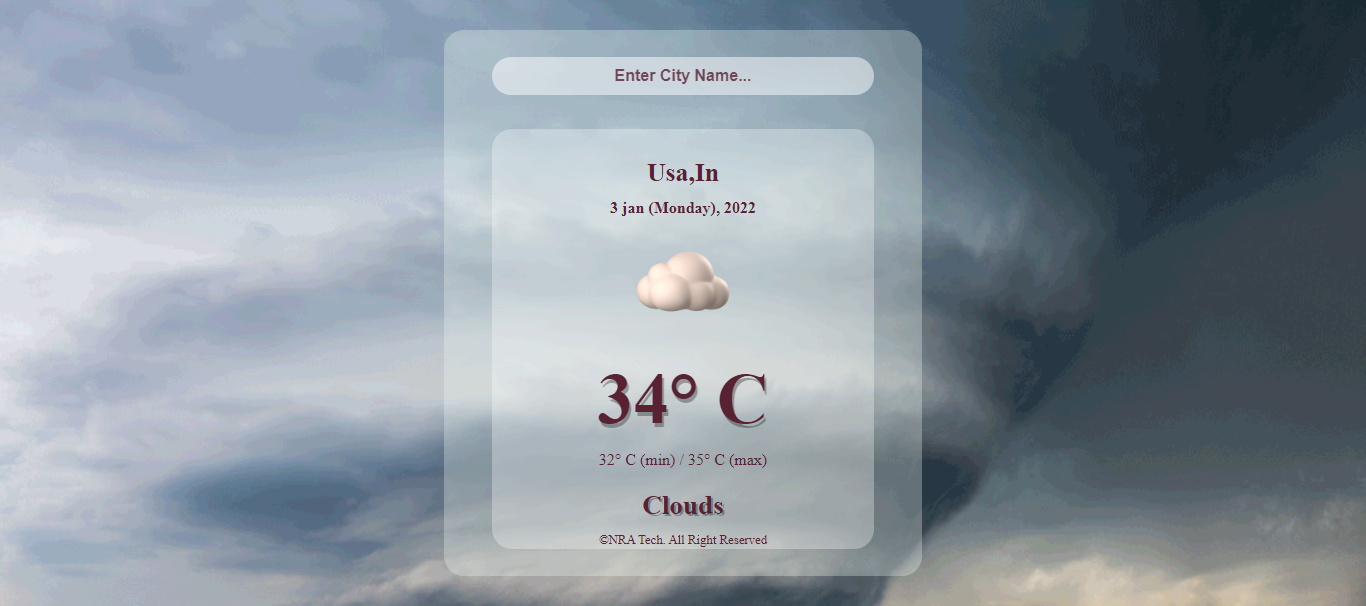 Enter City Name...
Usa,In
3 jan (Monday), 2022
34° C
32° C (min) / 35° C (max)
Clouds
©NRA Tech. All Right Reserved